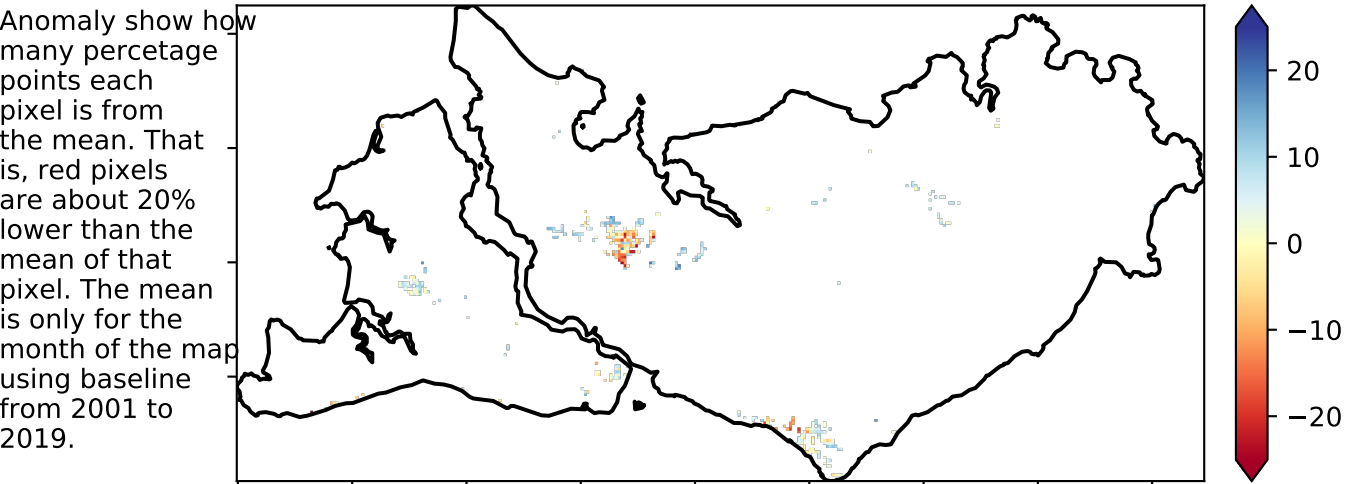 Anomaly show how
many percetage
points each
pixel is from
the mean. That
is, red pixels
are about 20%
lower than the
mean of that
pixel. The mean
is only for the
month of the map
using baseline
from 2001 to
2019.
20
10
0
−10
−20